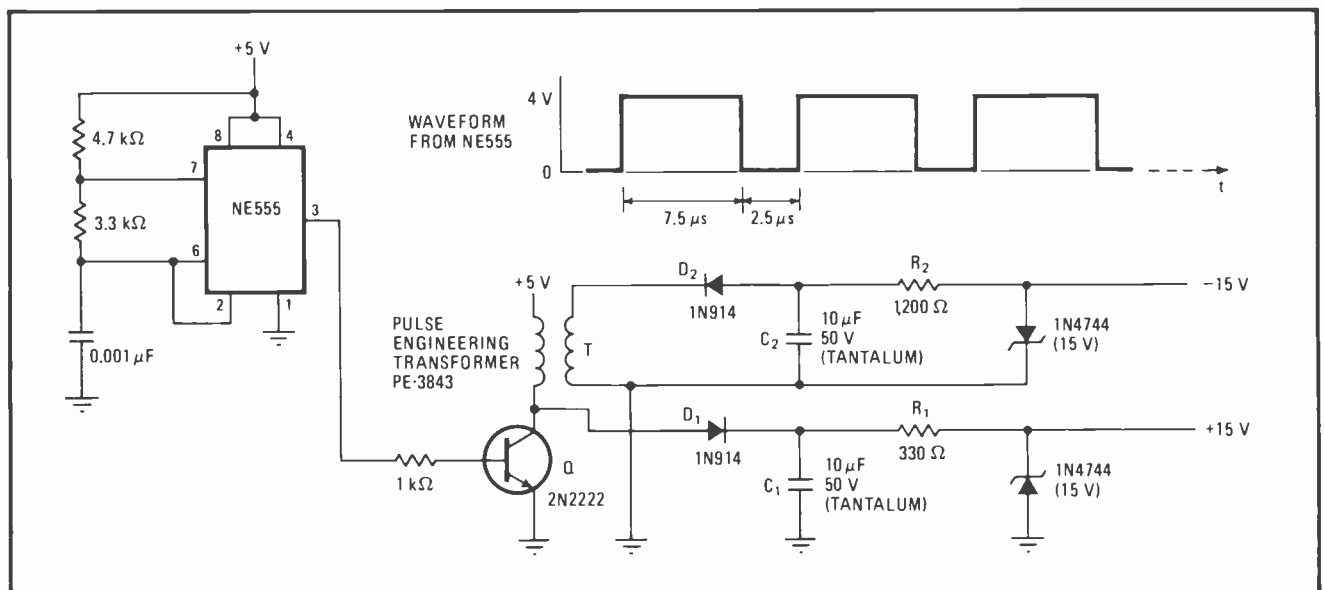 +5 V
4.7 kΩ
8
4
7
3.3 kΩ
NE555
3
6
2
1
0.001 µF
WAVEFORM
FROM NE555
4 V
0
t
7.5 µs
2.5 µs
+5 V
PULSE
ENGINEERING
TRANSFORMER
PE-3843
T
D₂
1N914
C₂
10 µF
50 V
(TANTALUM)
R₂
1,200 Ω
−15 V
1N4744
(15 V)
1 kΩ
Q
2N2222
D₁
1N914
C₁
10 µF
50 V
(TANTALUM)
R₁
330 Ω
+15 V
1N4744
(15 V)